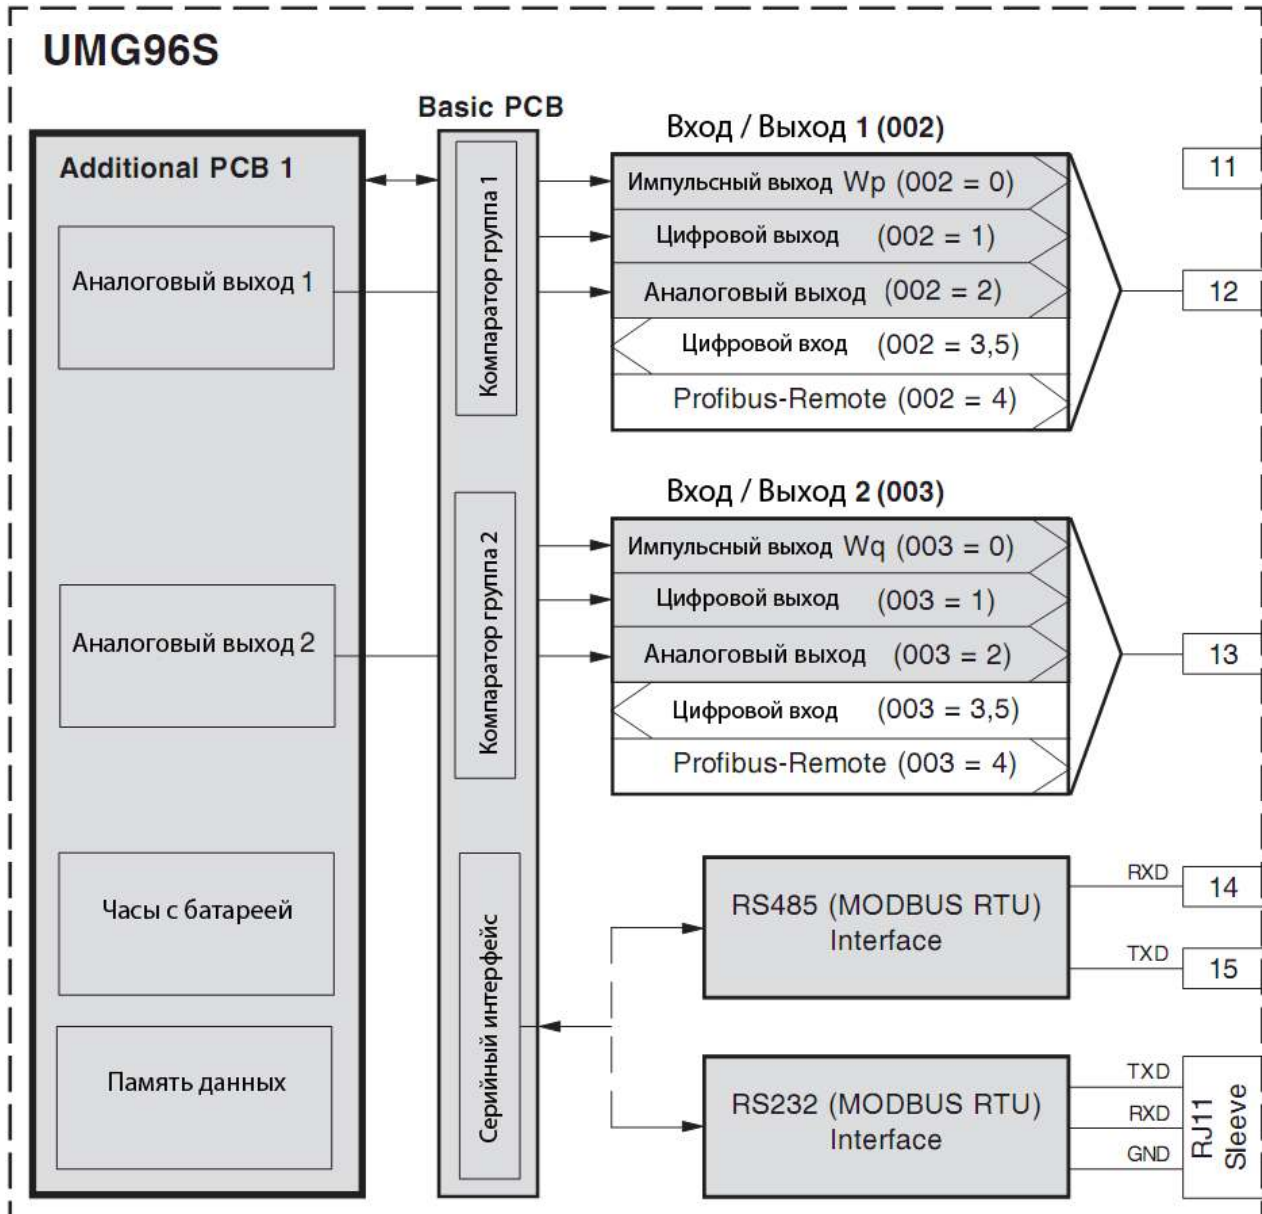 UMG96S
Basic PCB
Additional PCB 1
Аналоговый выход 1
Аналоговый выход 2
Часы с батареей
Память данных
Компаратор группа 1
Компаратор группа 2
Серийный интерфейс
Вход / Выход 1 (002)
Импульсный выход Wp (002 = 0)
Цифровой выход (002 = 1)
Аналоговый выход (002 = 2)
Цифровой вход (002 = 3,5)
Profibus-Remote (002 = 4)
11
12
Вход / Выход 2 (003)
Импульсный выход Wq (003 = 0)
Цифровой выход (003 = 1)
Аналоговый выход (003 = 2)
Цифровой вход (003 = 3,5)
Profibus-Remote (003 = 4)
13
RS485 (MODBUS RTU)
Interface
RXD
14
TXD
15
RS232 (MODBUS RTU)
Interface
TXD
RXD
GND
RJ11
Sleeve